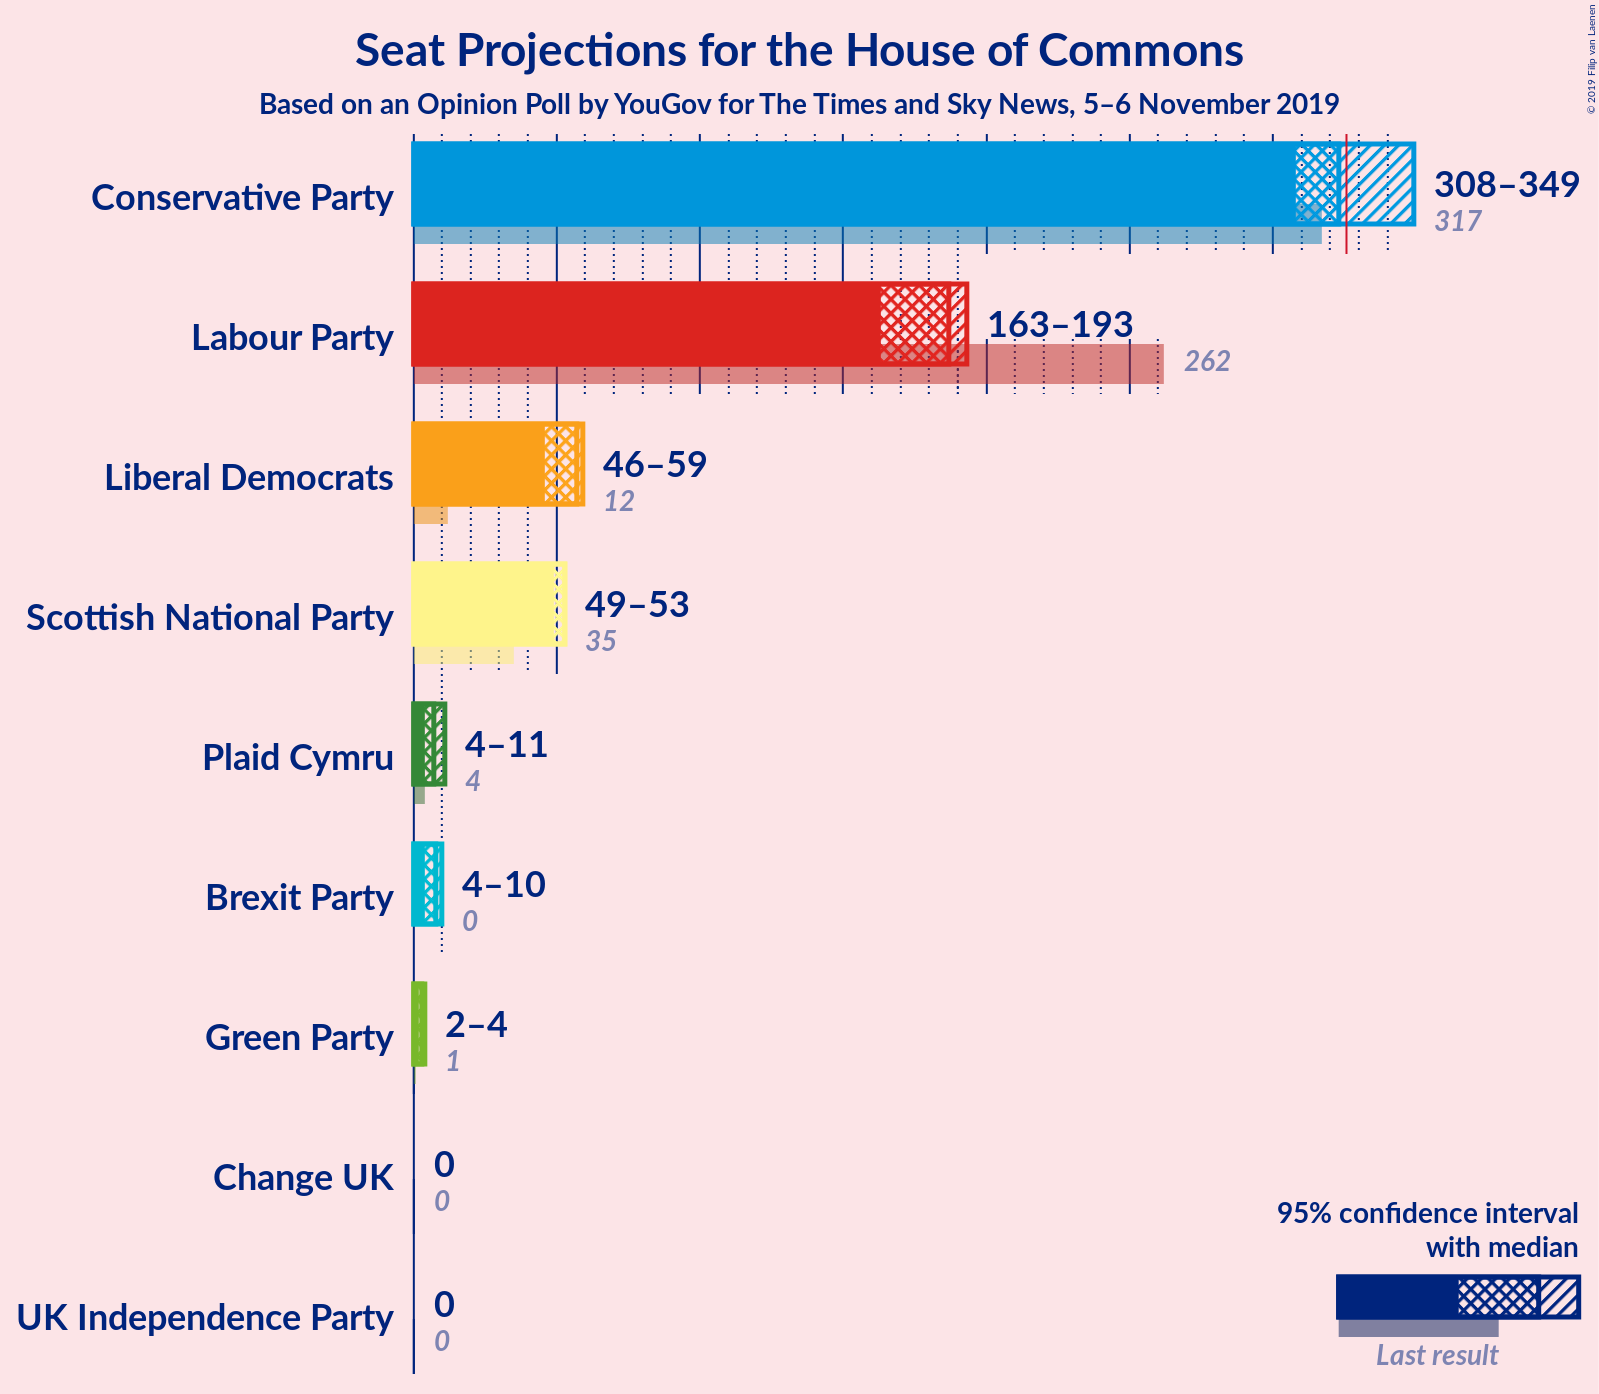 Seat Projections for the House of Commons
Based on an Opinion Poll by YouGov for The Times and Sky News, 5–6 November 2019
© 2019 Filip van Laenen
Conservative Party
308–349
317
Labour Party
163–193
262
Liberal Democrats
46–59
12
Scottish National Party
49–53
35
Plaid Cymru
4–11
4
Brexit Party
4–10
0
Green Party
2–4
1
Change UK
0
0
UK Independence Party
0
0
95% confidence interval
with median
Last result